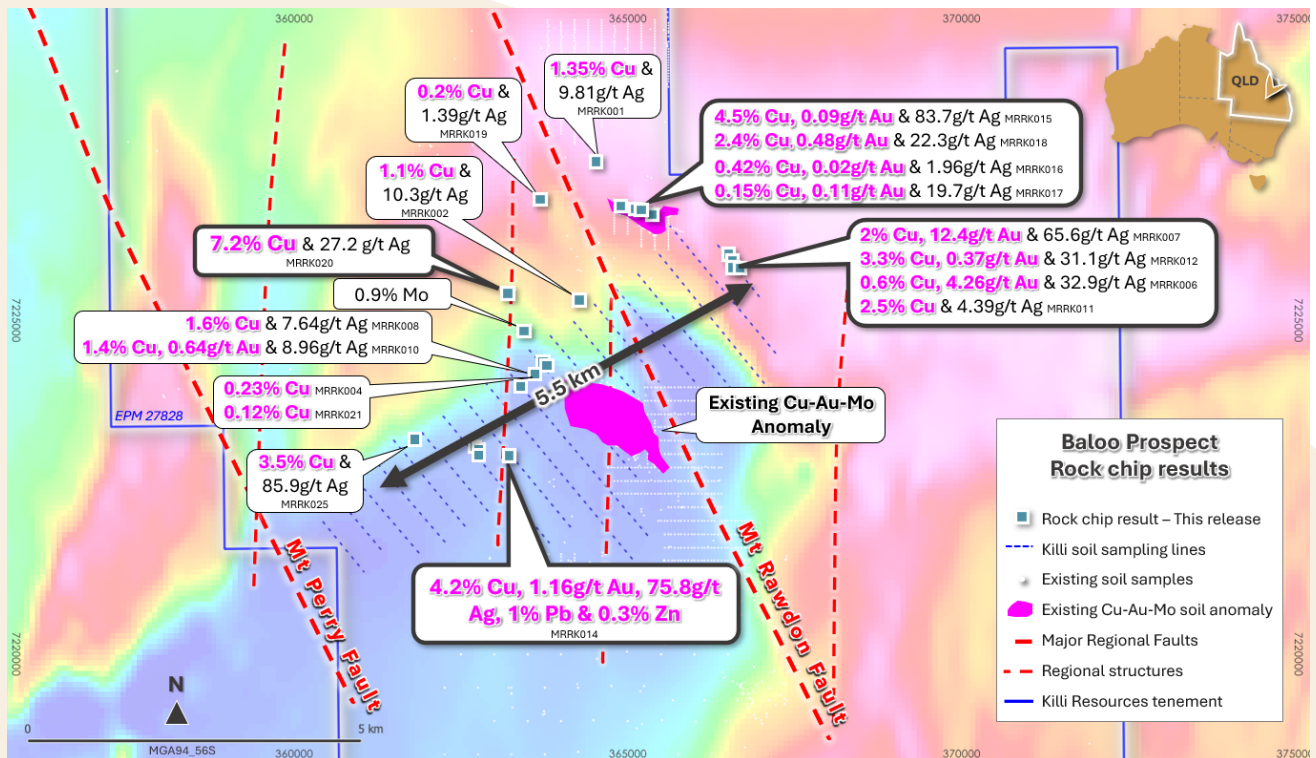 360000
365000
370000
375000
QLD
1.35% Cu &
9.81g/t Ag
MRRK001
0.2% Cu &
1.39g/t Ag
MRRK019
4.5% Cu, 0.09g/t Au & 83.7g/t Ag MRRK015
2.4% Cu 0.48g/t Au & 22.3g/t Ag MRRK018
0.42% Cu, 0.02g/t Au & 1.96g/t Ag MRRK016
0.15% Cu, 0.11g/t Au & 19.7g/t Ag MRRK017
1.1% Cu &
10.3g/t Ag
MRRK002
7.2% Cu & 27.2 g/t Ag
MRRK020
2% Cu, 12.4g/t Au & 65.6g/t Ag MRRK007
3.3% Cu, 0.37g/t Au & 31.1g/t Ag MRRK012
0.6% Cu, 4.26g/t Au & 32.9g/t Ag MRRK006
2.5% Cu & 4.39g/t Ag MRRK011
0.9% Mo
7225000
7225000
1.6% Cu & 7.64g/t Ag MRRK008
1.4% Cu, 0.64g/t Au & 8.96g/t Ag MRRK010
0.23% Cu MRRK004
0.12% Cu MRRK021
5.5 km
EPM 27828
Existing Cu-Au-Mo
Anomaly
3.5% Cu &
85.9g/t Ag
MRRK025
4.2% Cu, 1.16g/t Au, 75.8g/t
Ag, 1% Pb & 0.3% Zn
MRRK014
Mt Perry Fault
Mt Rawdon Fault
Baloo Prospect
Rock chip results
Rock chip result – This release
Killi soil sampling lines
Existing soil samples
Existing Cu-Au-Mo soil anomaly
Major Regional Faults
Regional structures
Killi Resources tenement
7220000
7220000
N
0
5 km
MGA94_56S
360000
365000
370000
375000